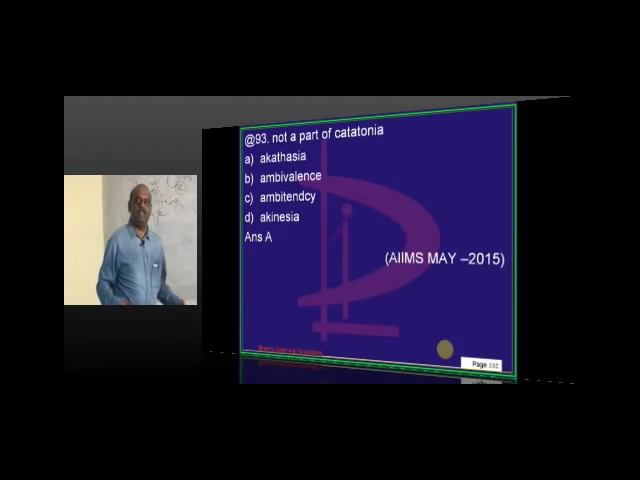 @93. not a part of catatonia
a) akathasia
b) ambivalence
c) ambitendcy
d) akinesia
Ans A
(AIIMS MAY –2015)
Page 332